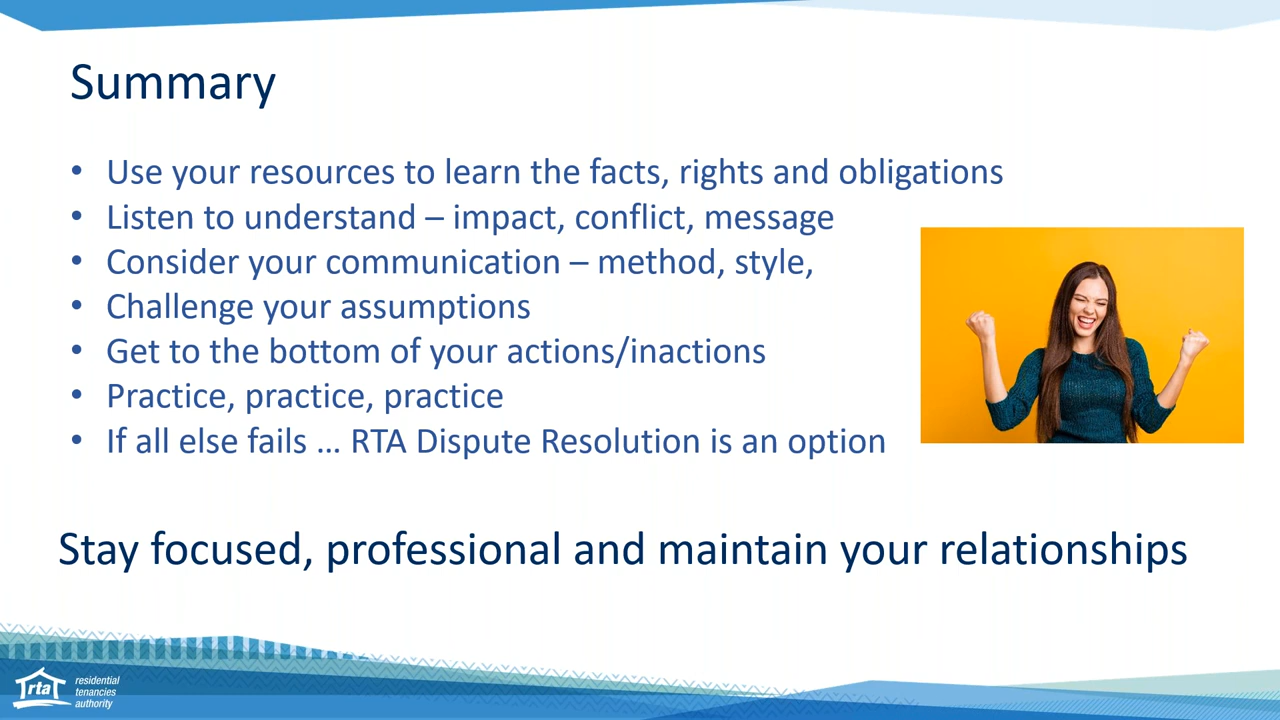 Summary
• Use your resources to learn the facts, rights and obligations
• Listen to understand – impact, conflict, message
• Consider your communication – method, style,
• Challenge your assumptions
• Get to the bottom of your actions/inactions
• Practice, practice, practice
• If all else fails … RTA Dispute Resolution is an option
Stay focused, professional and maintain your relationships
rta
residential
tenancies
authority